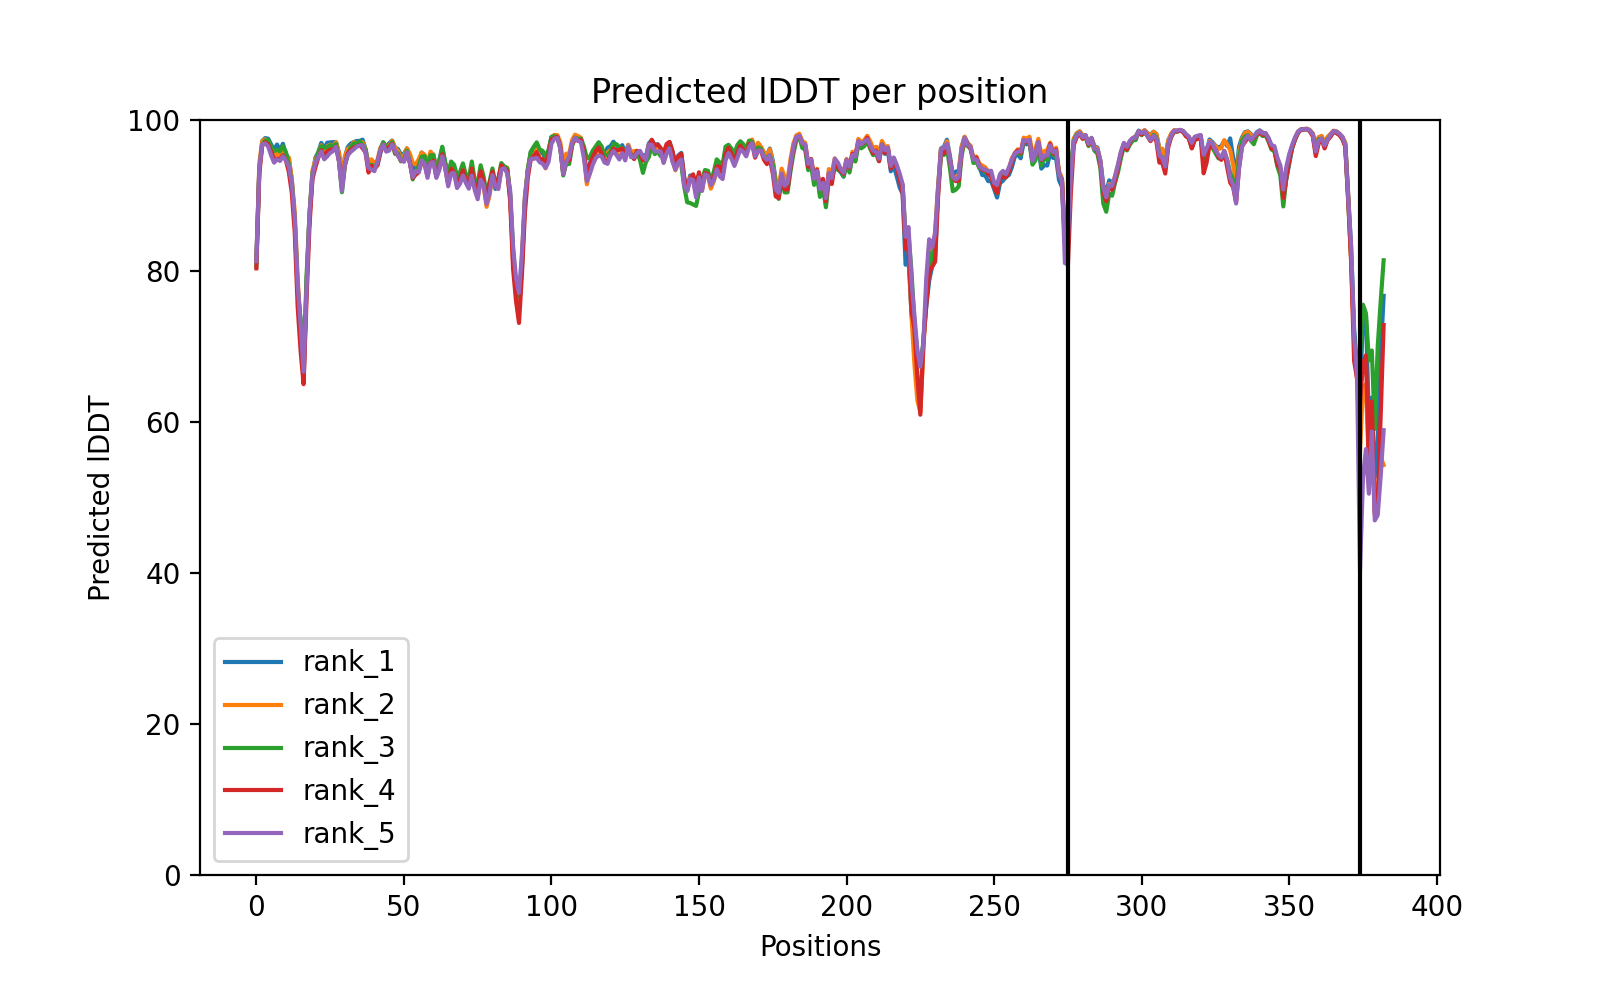 Predicted lDDT per position
100
80
60
40
20
0
Predicted lDDT
rank_1
rank_2
rank_3
rank_4
rank_5
0 50 100 150 200 250 300 350 400
Positions